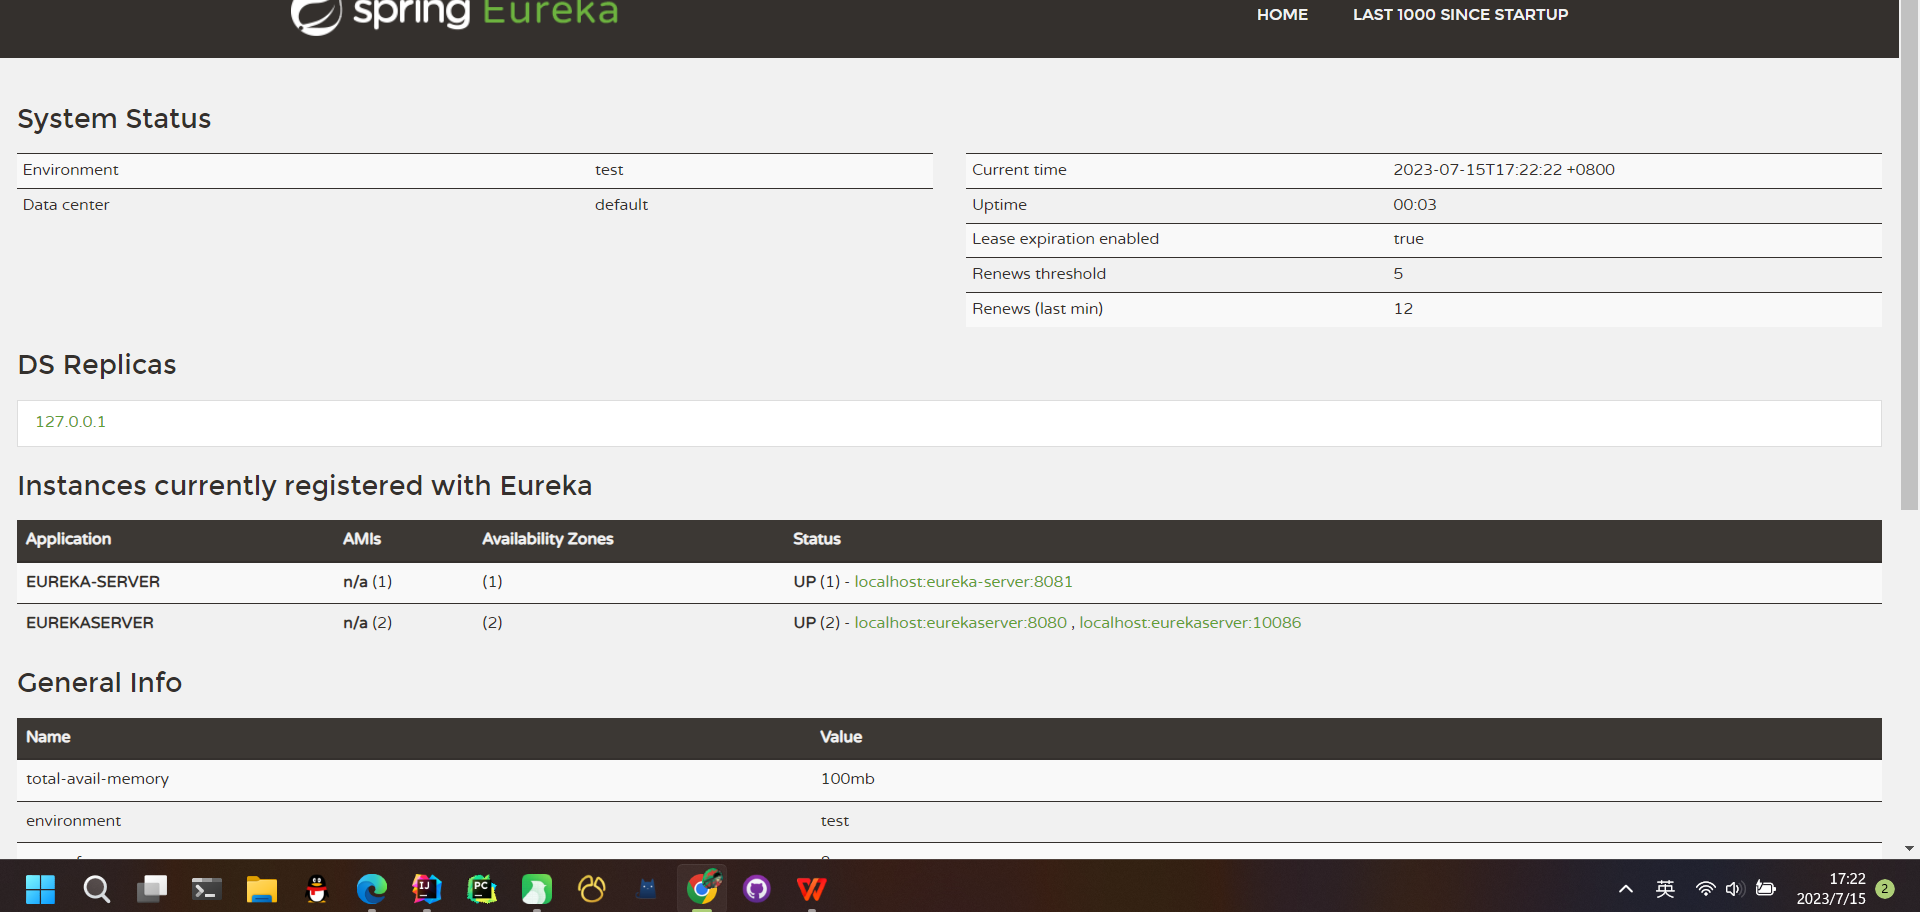 spring Eureka
HOME LAST 1000 SINCE STARTUP
System Status
Environment test
Data center default
Current time 2023-07-15T17:22:22 +0800
Uptime 00:03
Lease expiration enabled true
Renews threshold 5
Renews (last min) 12
DS Replicas
127.0.0.1
Instances currently registered with Eureka
Application AMIs Availability Zones Status
EUREKA-SERVER n/a (1) (1) UP (1) - localhost:eureka-server:8081
EUREKASERVER n/a (2) (2) UP (2) - localhost:eurekaserver:8080 , localhost:eurekaserver:10086
General Info
Name Value
total-avail-memory 100mb
environment test
IJ
PC
英
17:22
2023/7/15
2